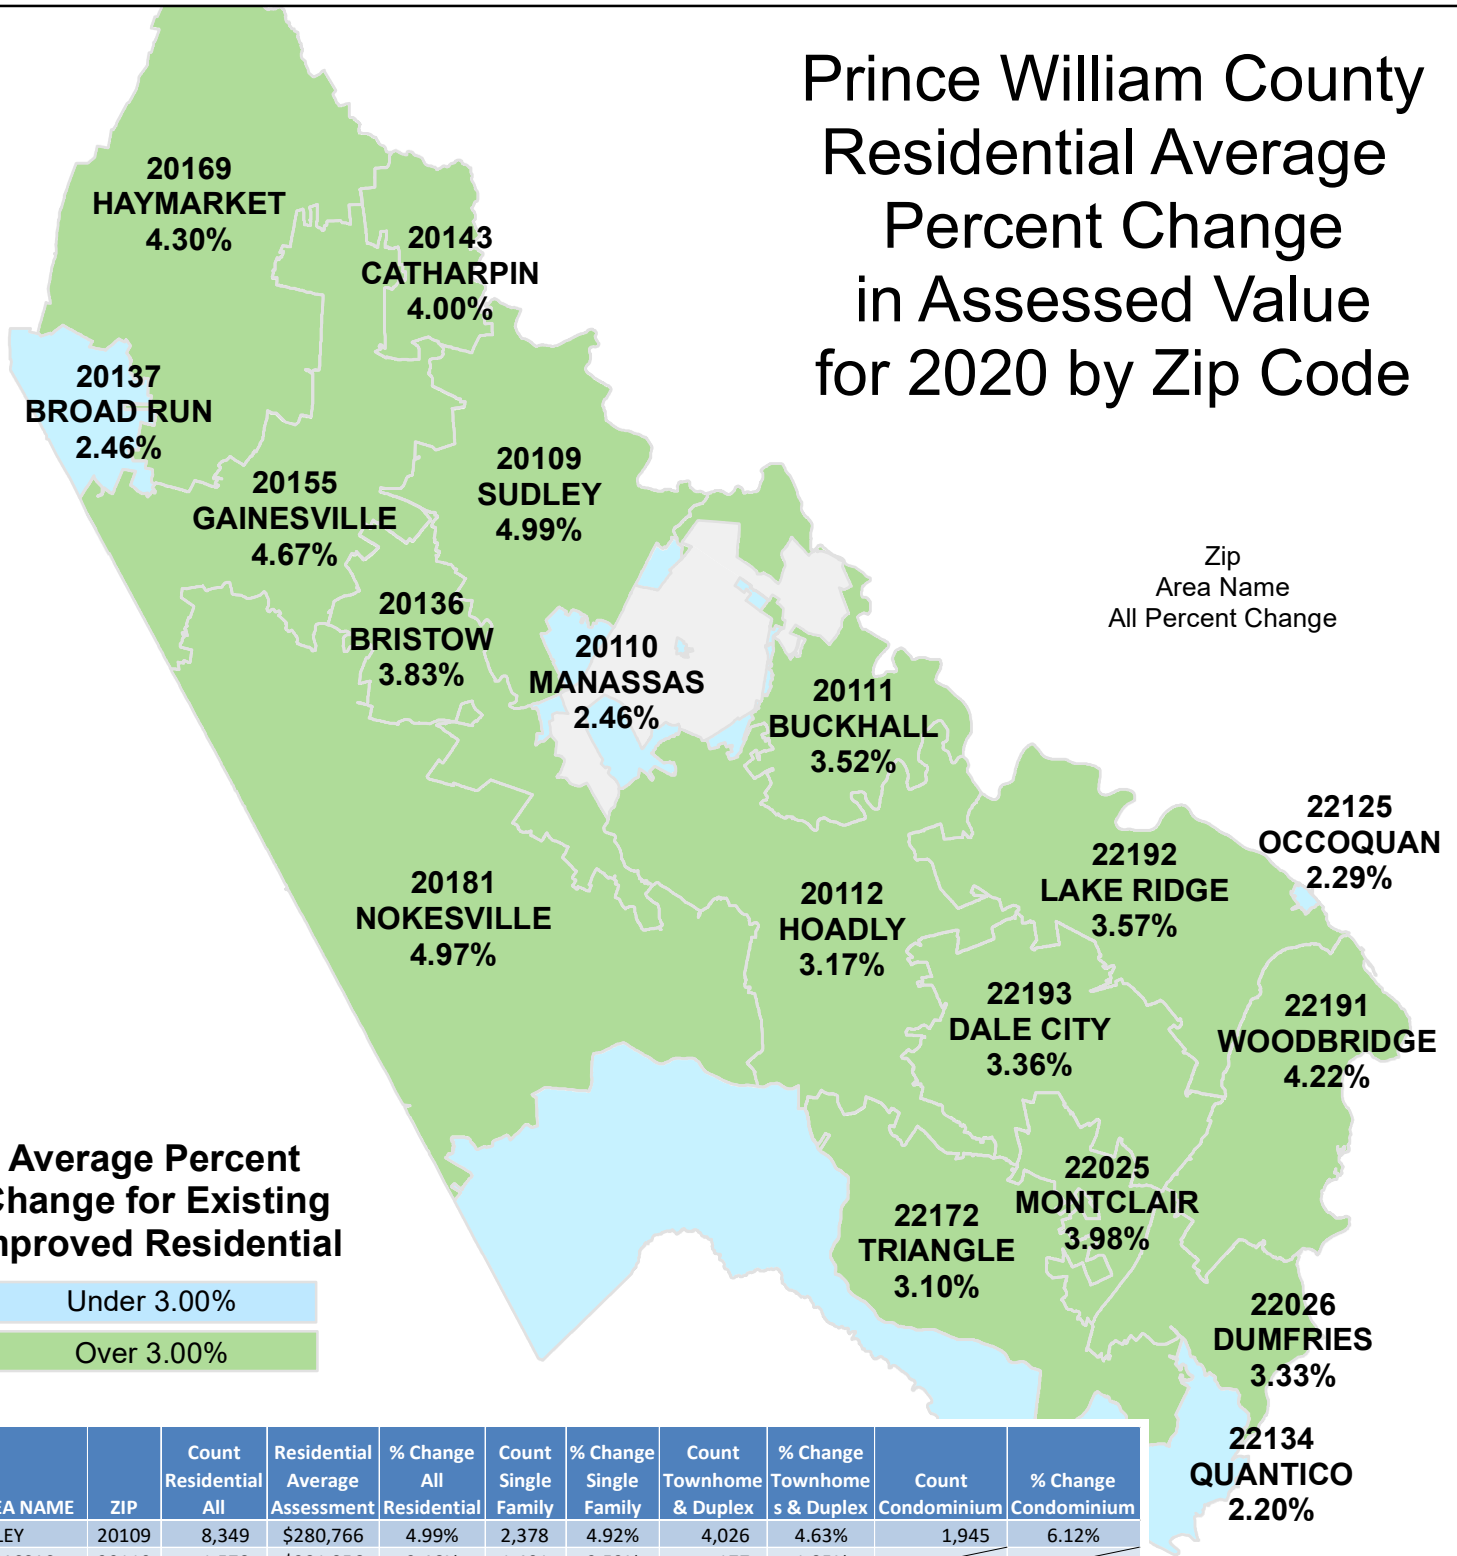 Prince William County
Residential Average
Percent Change
in Assessed Value
for 2020 by Zip Code
20169
HAYMARKET
4.30%
20143
CATHARPIN
4.00%
20137
BROAD RUN
2.46%
20109
SUDLEY
4.99%
20155
GAINESVILLE
4.67%
Zip
Area Name
All Percent Change
20136
BRISTOW
3.83%
20110
MANASSAS
2.46%
20111
BUCKHALL
3.52%
22125
OCCOQUAN
2.29%
22192
LAKE RIDGE
3.57%
20181
NOKESVILLE
4.97%
20112
HOADLY
3.17%
22193
DALE CITY
3.36%
22191
WOODBRIDGE
4.22%
22025
MONTCLAIR
3.98%
22172
TRIANGLE
3.10%
22026
DUMFRIES
3.33%
22134
QUANTICO
2.20%
Average Percent
Change for Existing
mproved Residential
Under 3.00%
Over 3.00%
EA NAME ZIP Count Residential All Residential Average Assessment % Change All Residential Count Single Family % Change Single Family Count Townhome & Duplex % Change Townhome s & Duplex Count Condominium % Change Condominium
LEY 20109 8,349 $280,766 4.99% 2,378 4.92% 4,026 4.63% 1,945 6.12%